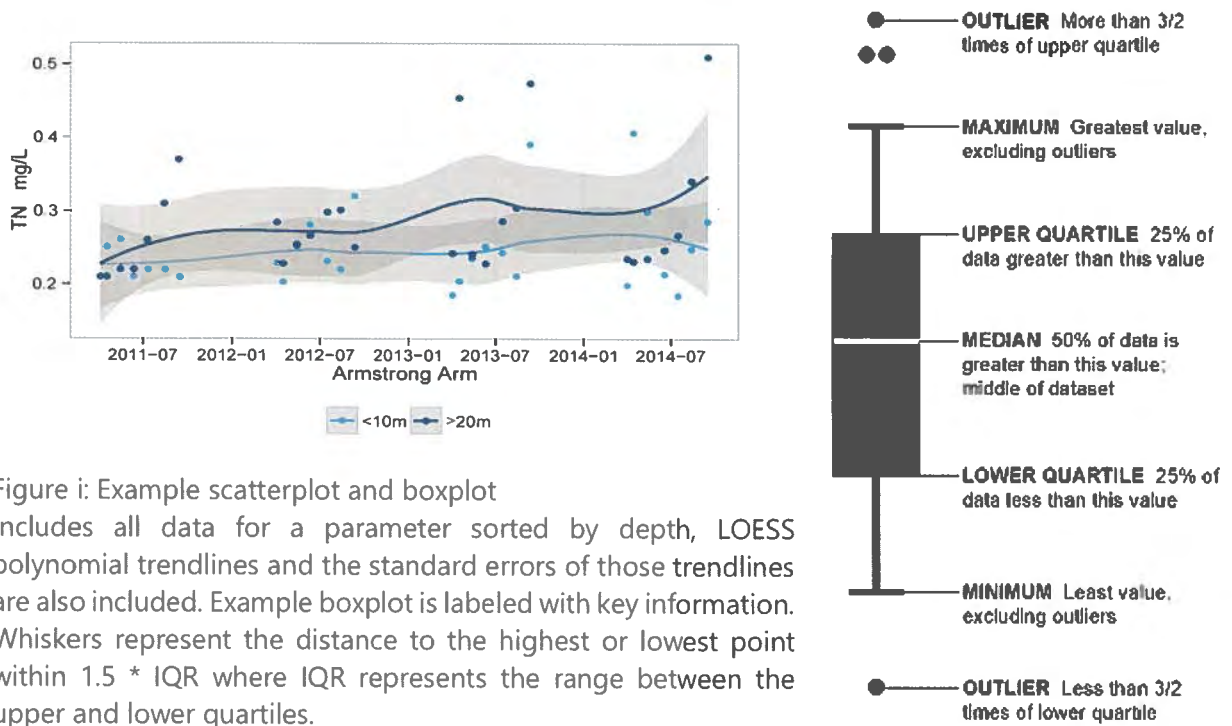 0.5
0.4
0.3
0.2
TN mg/L
2011-07 2012-01 2012-07 2013-01 2013-07 2014-01 2014-07
Armstrong Arm
<10m >20m
Figure i: Example scatterplot and boxplot
includes all data for a parameter sorted by depth, LOESS
polynomial trendlines and the standard errors of those trendlines
are also included. Example boxplot is labeled with key information.
Whiskers represent the distance to the highest or lowest point
within 1.5 * IQR where IQR represents the range between the
upper and lower quartiles.
OUTLIER More than 3/2
times of upper quartile
MAXIMUM Greatest value,
excluding outliers
UPPER QUARTILE 25% of
data greater than this value
MEDIAN 50% of data is
greater than this value;
middle of dataset
LOWER QUARTILE 25% of
data less than this value
MINIMUM Least value,
excluding outliers
OUTLIER Less than 3/2
times of lower quartile